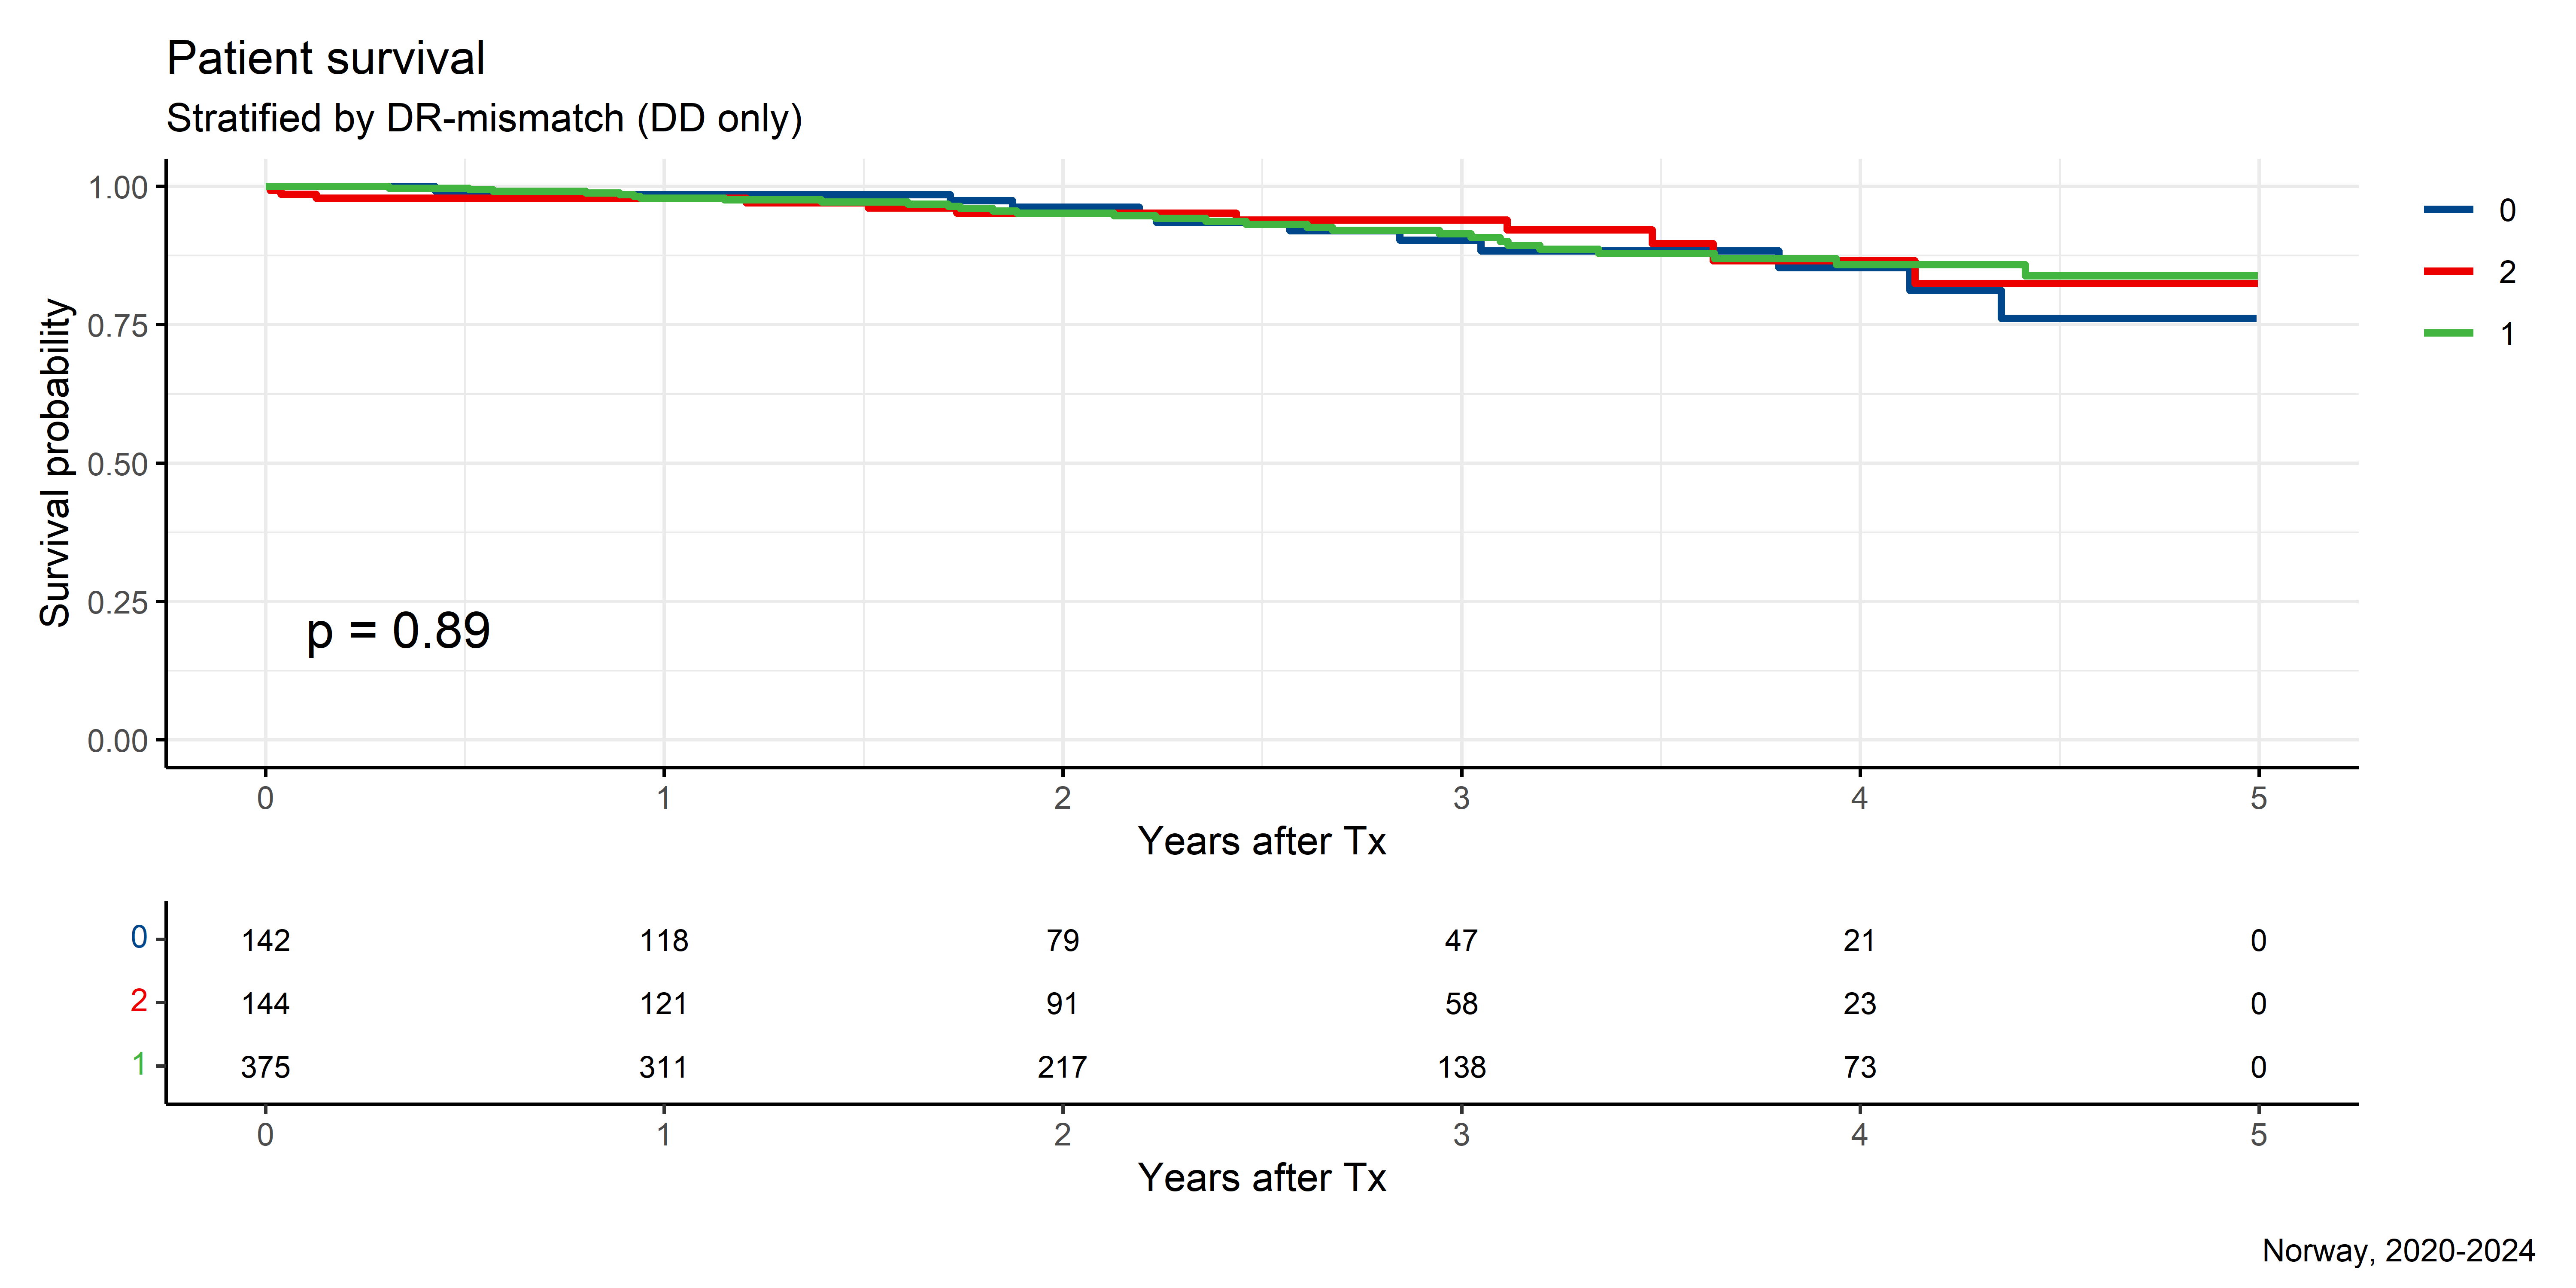 Patient survival
Stratified by DR-mismatch (DD only)
1.00
0.75
0.50
0.25
0.00
Survival probability
p = 0.89
0
2
1
0 1 2 3 4 5
Years after Tx
0 142 118 79 47 21 0
2 144 121 91 58 23 0
1 375 311 217 138 73 0
0 1 2 3 4 5
Years after Tx
Norway, 2020-2024